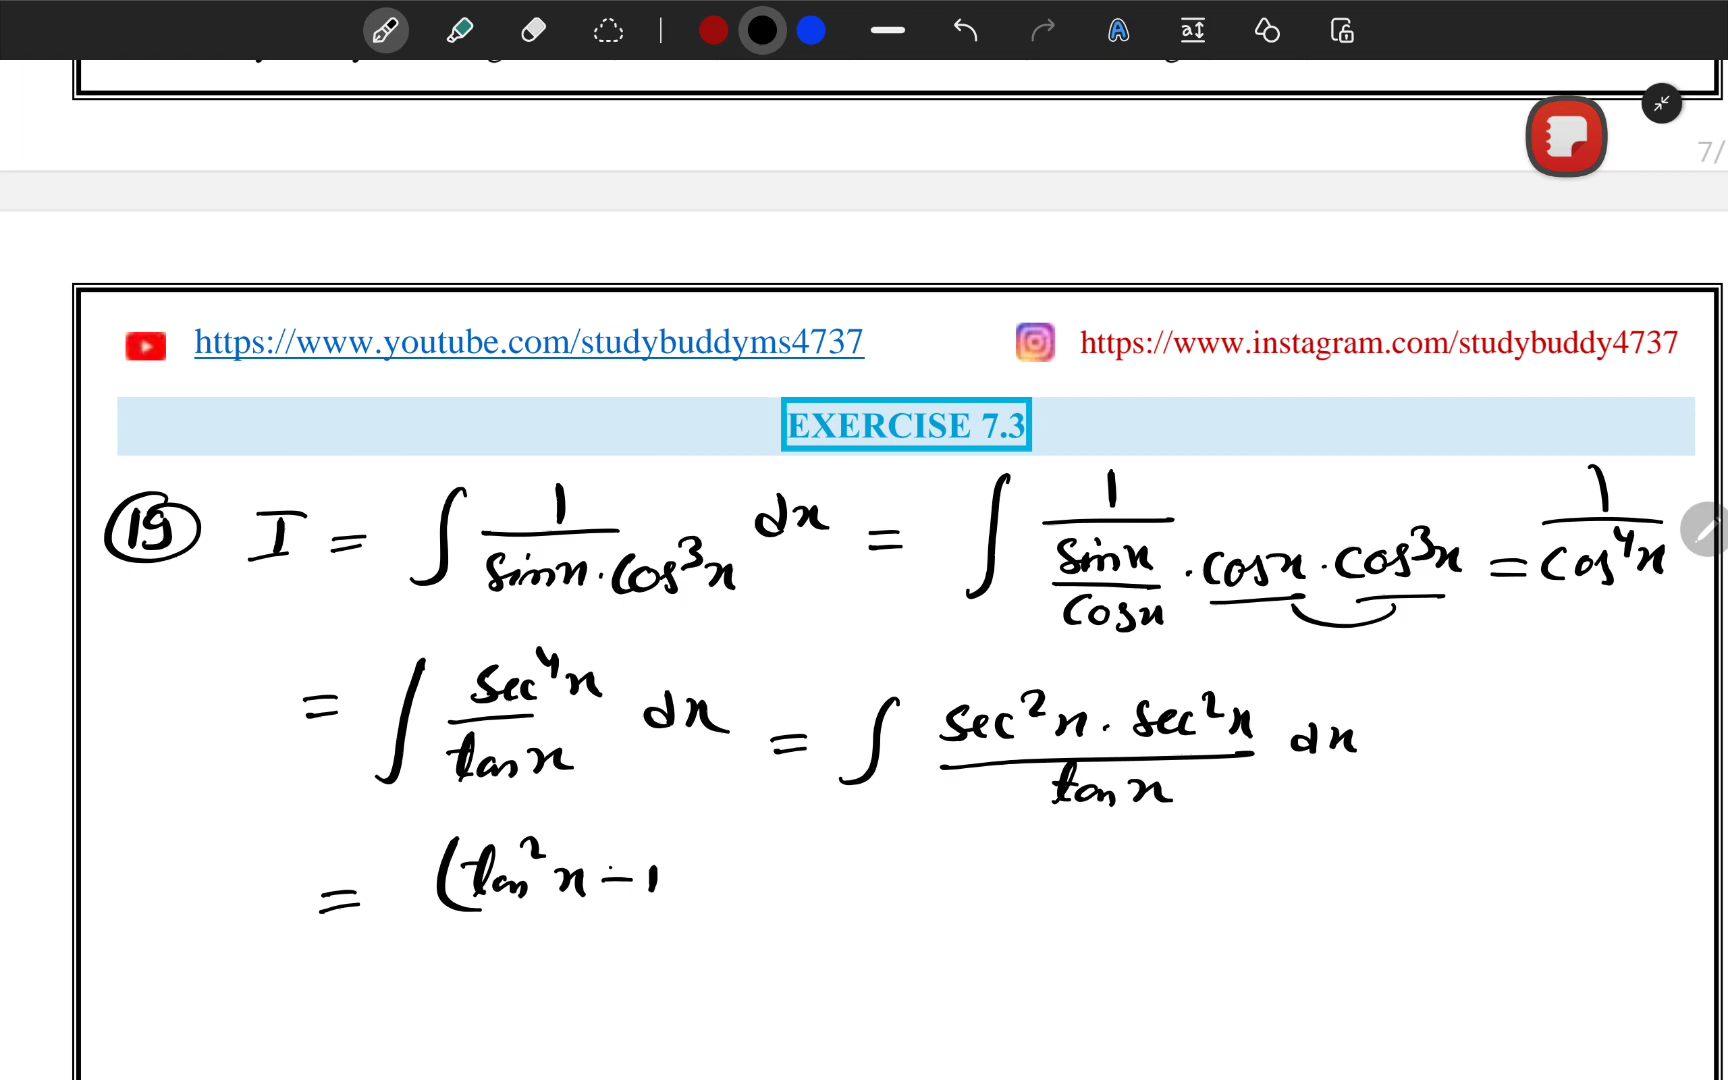 7/
https://www.youtube.com/studybuddyms4737 https://www.instagram.com/studybuddy4737
EXERCISE 7.3
19 I = ∫ 1/(sinx·cos³x) dx = ∫ 1/((sinx/cosx)·cosx·cos³x) = 1/cos⁴x
= ∫ sec⁴x/tanx dx = ∫ (sec²x·sec²x)/tanx dx
= (tan²x − 1